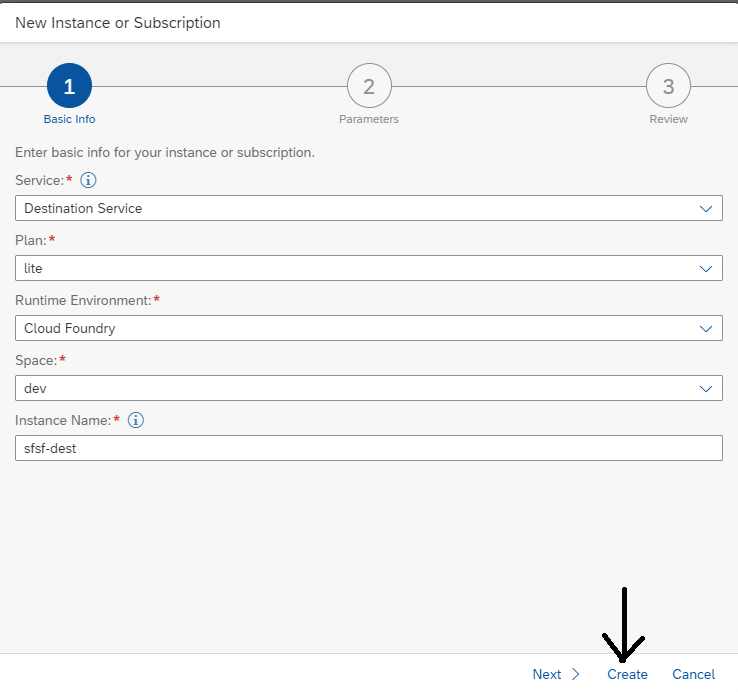 New Instance or Subscription
1
2
3
Basic Info
Parameters
Review
Enter basic info for your instance or subscription.
Service:*
Destination Service
Plan:*
lite
Runtime Environment:*
Cloud Foundry
Space:*
dev
Instance Name:*
sfsf-dest
Next
Create
Cancel